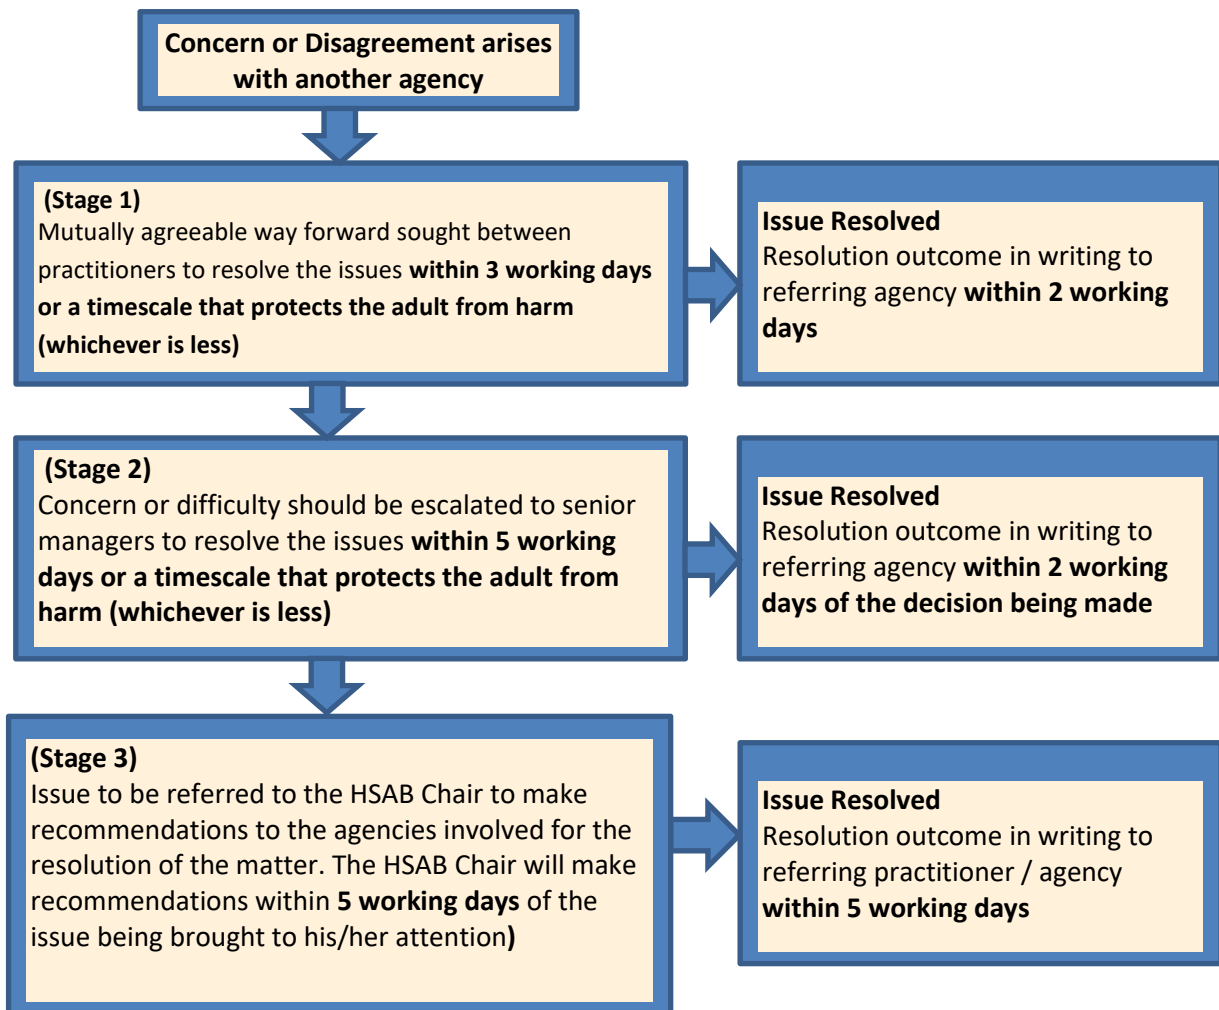 Concern or Disagreement arises
with another agency
(Stage 1)
Mutually agreeable way forward sought between
practitioners to resolve the issues within 3 working days
or a timescale that protects the adult from harm
(whichever is less)
Issue Resolved
Resolution outcome in writing to
referring agency within 2 working
days
(Stage 2)
Concern or difficulty should be escalated to senior
managers to resolve the issues within 5 working
days or a timescale that protects the adult from
harm (whichever is less)
Issue Resolved
Resolution outcome in writing to
referring agency within 2 working
days of the decision being made
(Stage 3)
Issue to be referred to the HSAB Chair to make
recommendations to the agencies involved for the
resolution of the matter. The HSAB Chair will make
recommendations within 5 working days of the
issue being brought to his/her attention)
Issue Resolved
Resolution outcome in writing to
referring practitioner / agency
within 5 working days